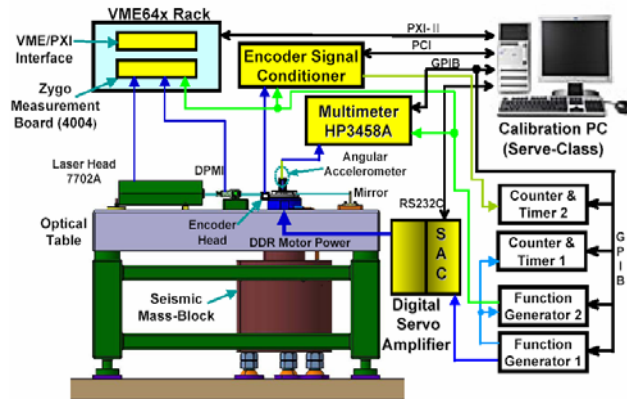 VME64x Rack
VME/PXI
Interface
Zygo
Measurement
Board (4004)
PXI-II
PCI
GPIB
Encoder Signal
Conditioner
Multimeter
HP3458A
Calibration PC
(Serve-Class)
Laser Head
7702A
DPMI
Angular
Accelerometer
Mirror
RS232C
Encoder
Head
Optical
Table
DDR Motor Power
S
A
C
Digital
Servo
Amplifier
Seismic
Mass-Block
Counter &
Timer 2
Counter &
Timer 1
Function
Generator 2
Function
Generator 1
G
P
I
B